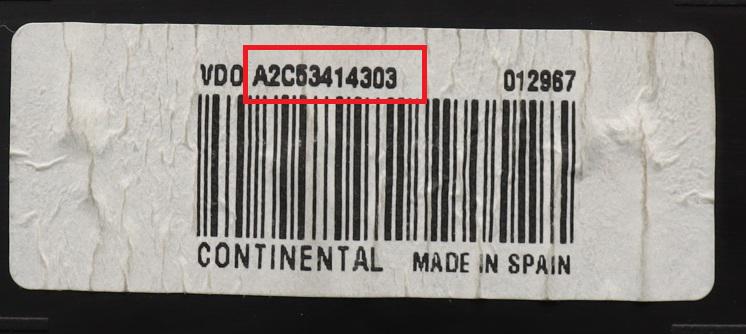 VDO A2C53414303 012967
CONTINENTAL MADE IN SPAIN